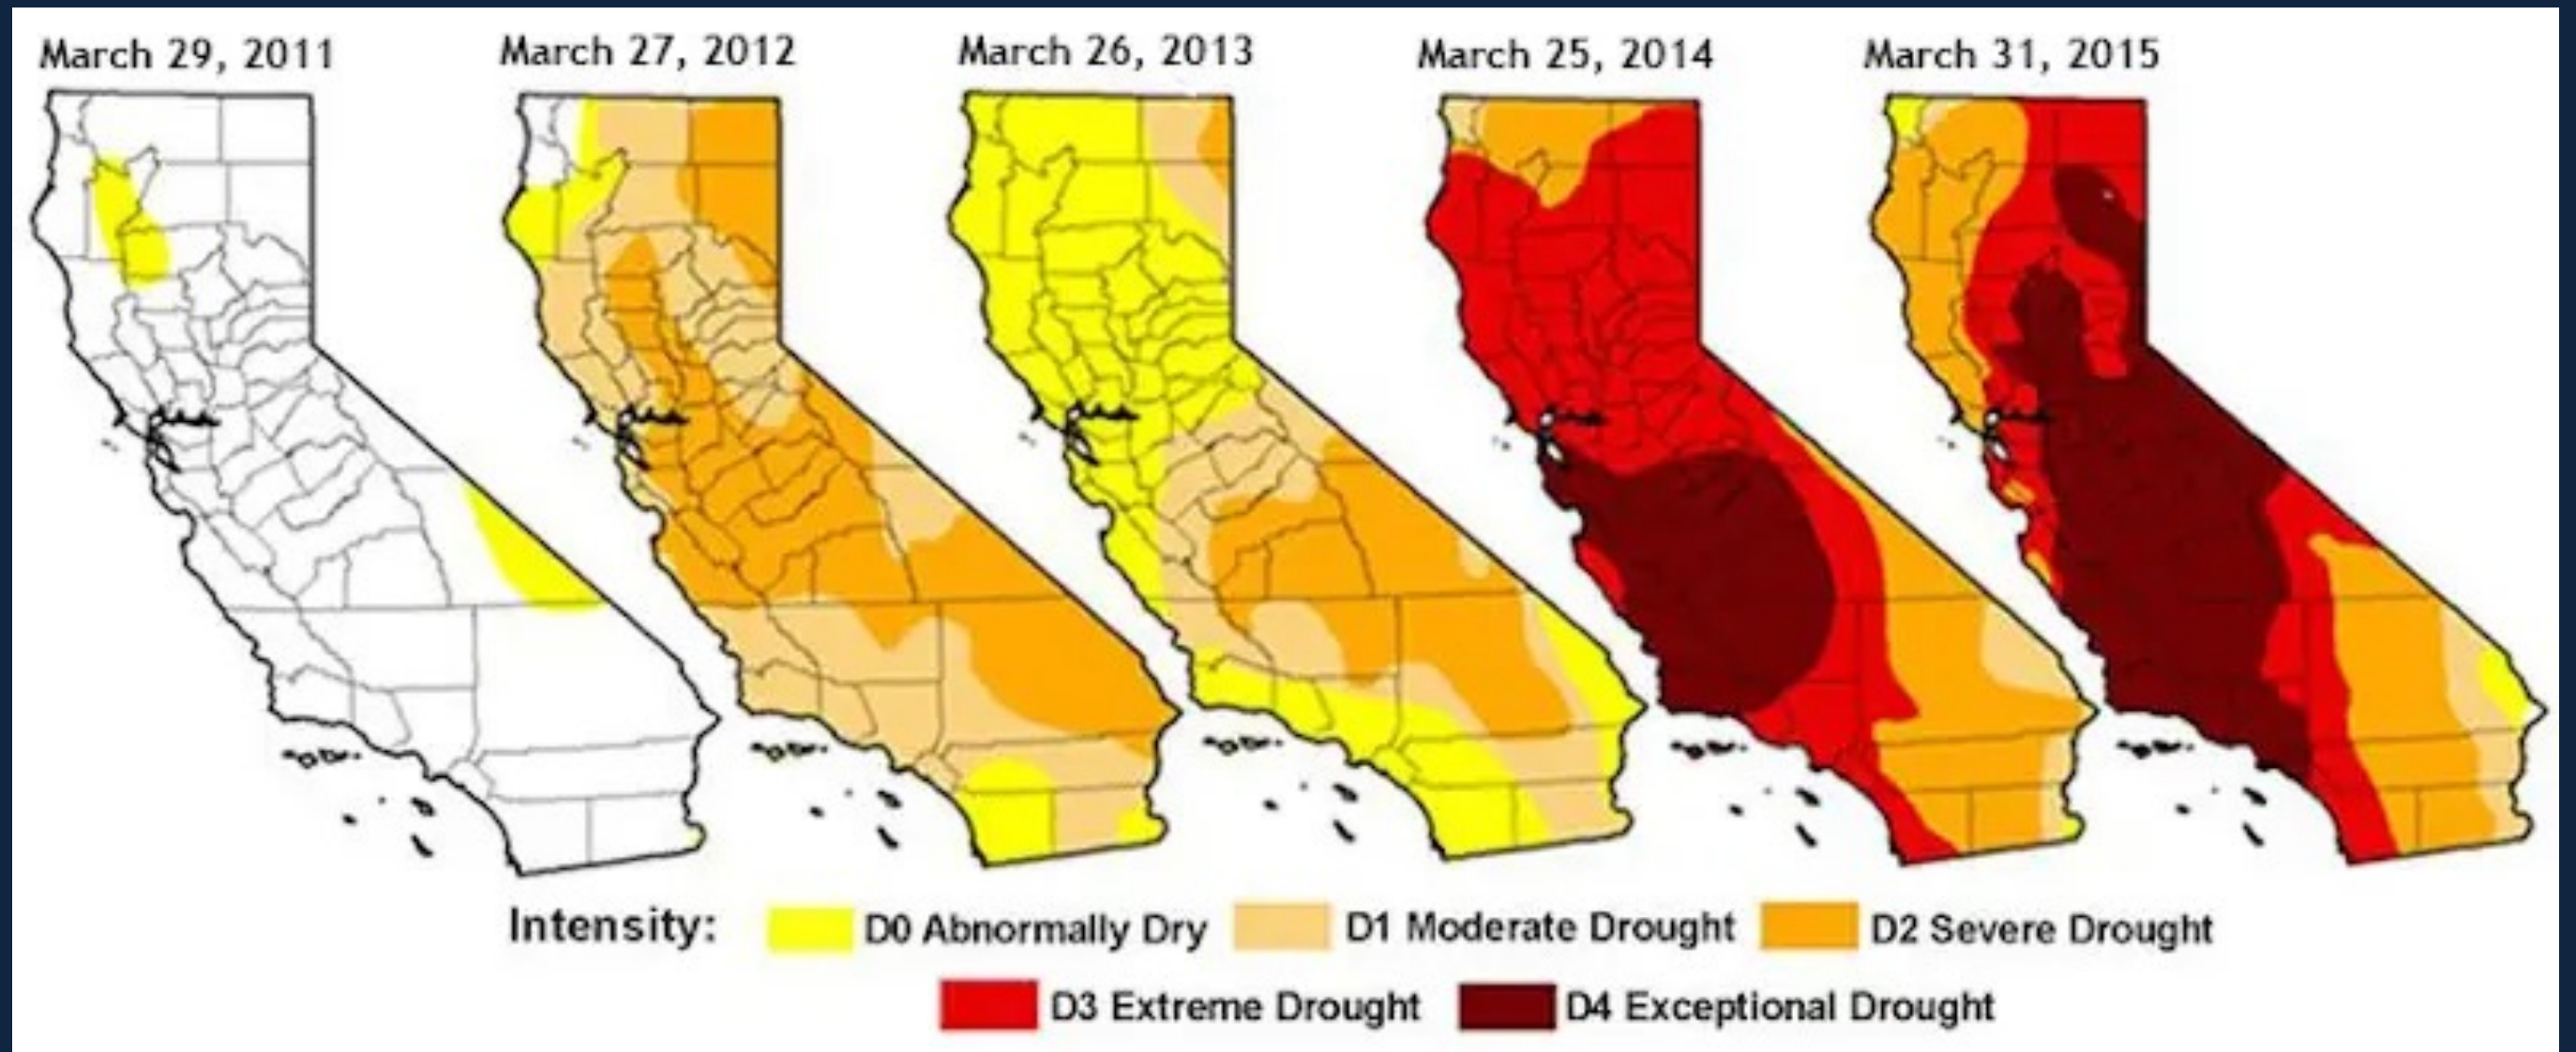 March 29, 2011
March 27, 2012
March 26, 2013
March 25, 2014
March 31, 2015
Intensity:
D0 Abnormally Dry
D1 Moderate Drought
D2 Severe Drought
D3 Extreme Drought
D4 Exceptional Drought